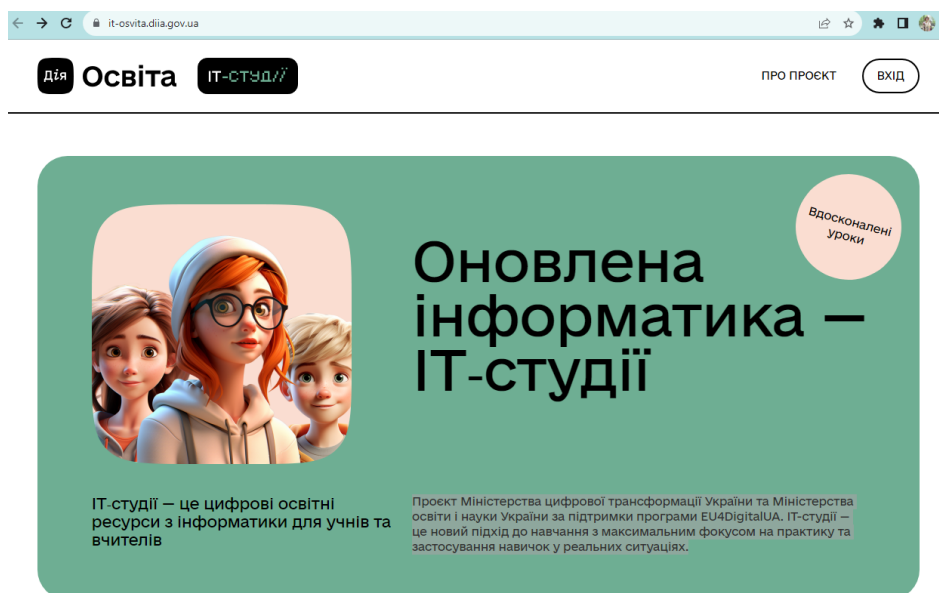 it-osvita.diia.gov.ua
Дія Освіта ІТ-СТУД//Ї
ПРО ПРОЄКТ
ВХІД
Вдосконалені
уроки
Оновлена
інформатика —
ІТ-студії
ІТ-студії — це цифрові освітні
ресурси з інформатики для учнів та
вчителів
Проєкт Міністерства цифрової трансформації України та Міністерства
освіти і науки України за підтримки програми EU4DigitalUA. ІТ-студії —
це новий підхід до навчання з максимальним фокусом на практику та
застосування навичок у реальних ситуаціях.